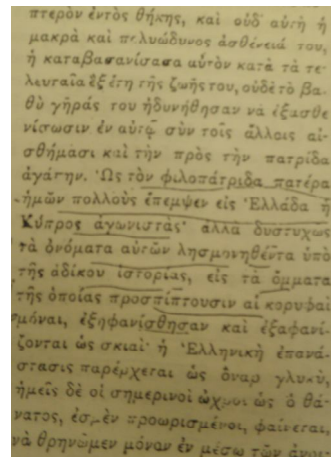 πτερὸν ἐντὸς θήκης, καὶ οὐδ' αὐτὴ ἡ
μακρὰ καὶ πολυώδυνος ἀσθένειά του,
ἡ καταβασανίσασα αὐτὸν κατὰ τὰ τε-
λευταῖα ἓξ ἔτη τῆς ζωῆς του, οὐδὲ τὸ βα-
θὺ γῆράς του ἠδυνήθησαν νὰ ἐξασθε
νίσωσιν ἐν αὐτῷ σὺν τοῖς ἄλλοις αἰ-
σθήμασι καὶ τὴν πρὸς τὴν πατρίδα
ἀγάπην. Ὡς τὸν φιλοπάτριδα πατέρα
ἡμῶν πολλοὺς ἔπεμψεν εἰς Ἑλλάδα ἡ
Κύπρος ἀγωνιστάς· ἀλλὰ δυστυχῶς
τὰ ὀνόματα αὐτῶν λησμονηθέντα ὑπὸ
τῆς ἀδίκου ἱστορίας, εἰς τὰ ὄμματα
τῆς ὁποίας προσπίπτουσιν αἱ κορυφαὶ
μόναι, ἐξηφανίσθησαν καὶ ἐξαφανί-
ζονται ὡς σκιαί· ἡ Ἑλληνικὴ ἐπανά-
στασις παρέρχεται ὡς ὄναρ γλυκύ,
ἡμεῖς δὲ οἱ σημερινοὶ ὠχροὶ ὡς ὁ θά-
νατος, ἐσμὲν προωρισμένοι, φαίνεται,
νὰ θρηνῶμεν μόνον ἐν μέσῳ τῶν